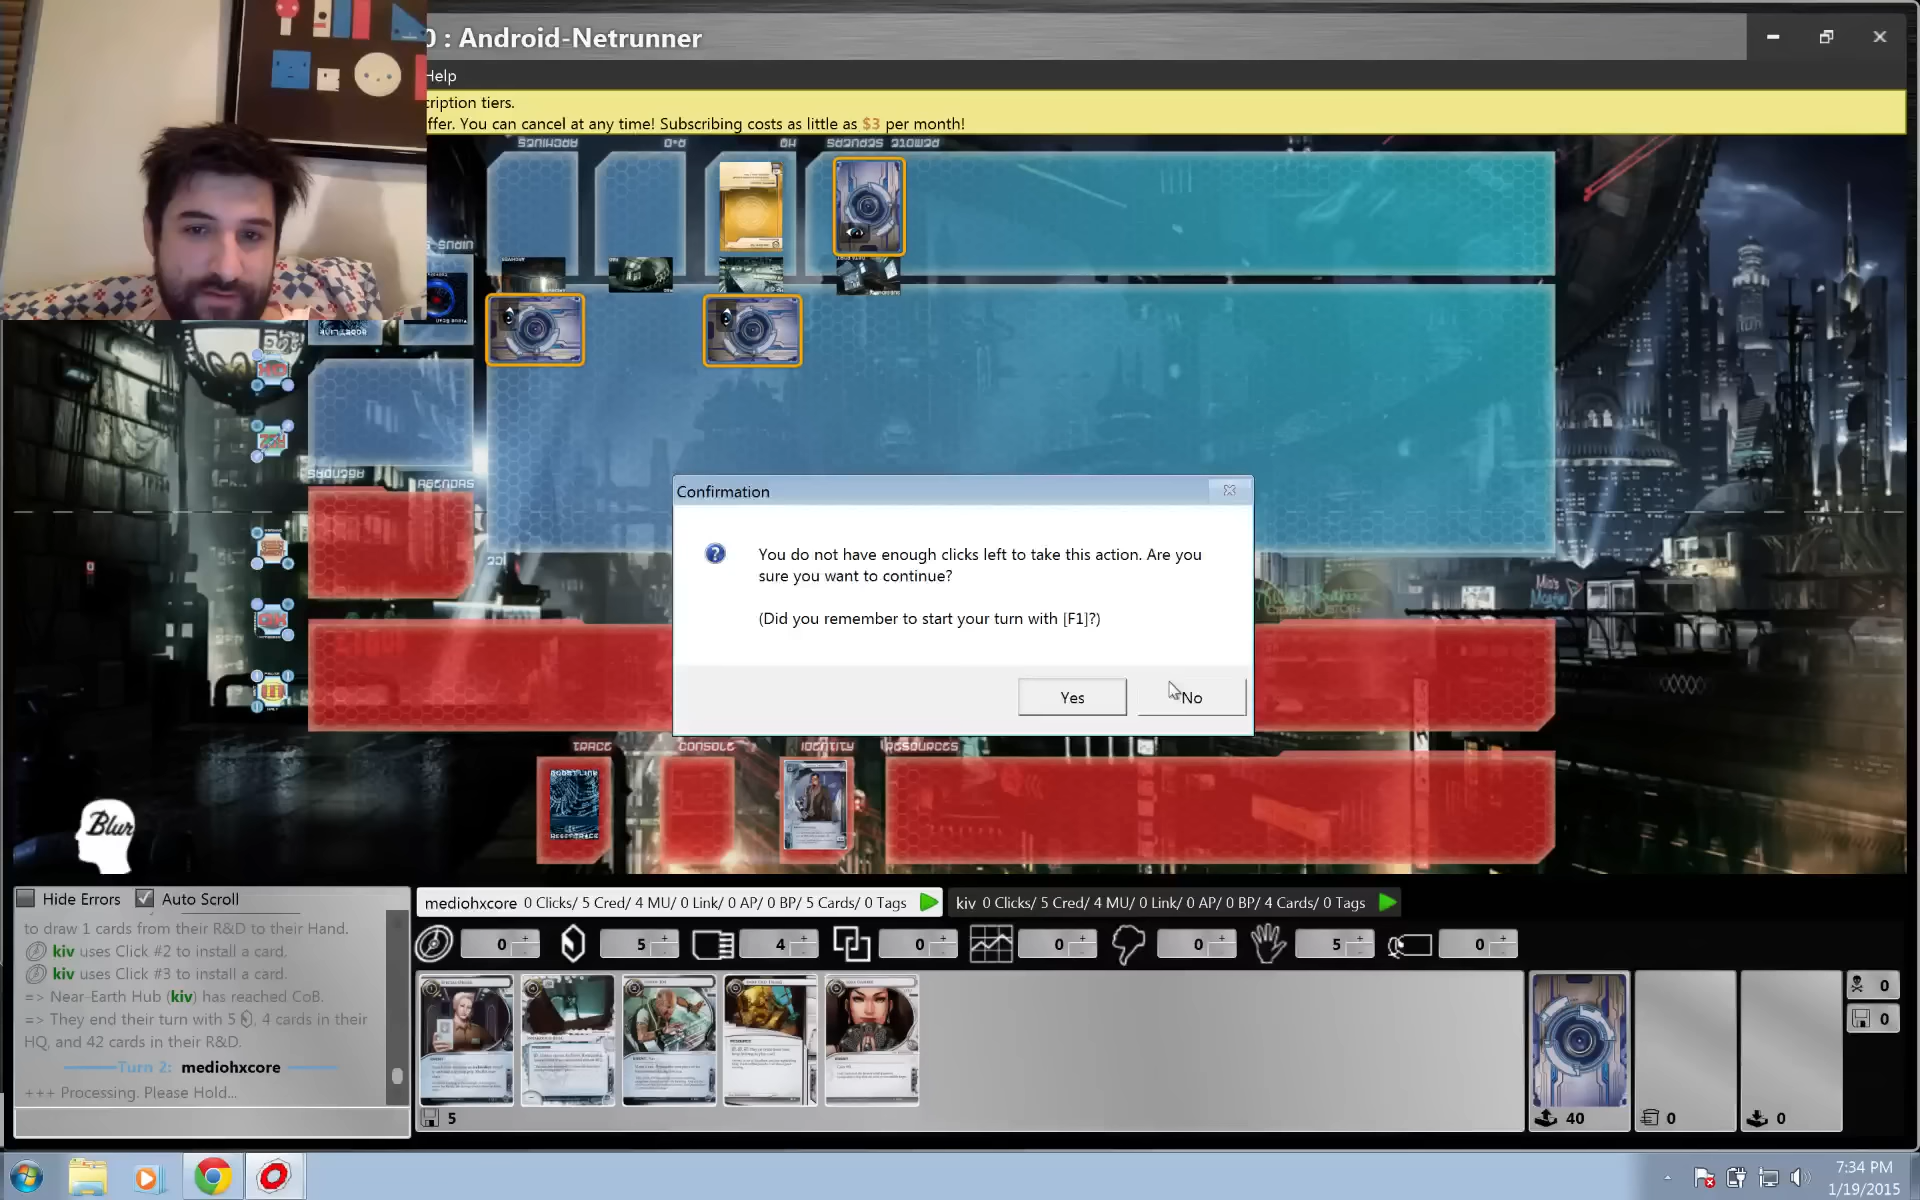 0 : Android-Netrunner
Help
cription tiers.
ffer. You can cancel at any time! Subscribing costs as little as $3 per month!
ARCHIVES
R+D
HQ
REMOTE SERVERS
AGENDAS
AGENDAS
ICE
Confirmation
You do not have enough clicks left to take this action. Are you
sure you want to continue?
(Did you remember to start your turn with [F1]?)
Yes
No
TRACE
CONSOLE
IDENTITY
RESOURCES
Blur
Hide Errors
Auto Scroll
to draw 1 cards from their R&D to their Hand.
kiv uses Click #2 to install a card.
kiv uses Click #3 to install a card.
=> Near-Earth Hub (kiv) has reached CoB.
=> They end their turn with 5 , 4 cards in their
HQ, and 42 cards in their R&D.
Turn 2: mediohxcore
+++ Processing. Please Hold...
mediohxcore 0 Clicks/ 5 Cred/ 4 MU/ 0 Link/ 0 AP/ 0 BP/ 5 Cards/ 0 Tags
kiv 0 Clicks/ 5 Cred/ 4 MU/ 0 Link/ 0 AP/ 0 BP/ 4 Cards/ 0 Tags
0
5
4
0
0
0
5
0
5
40
0
0
0
0
7:34 PM
1/19/2015